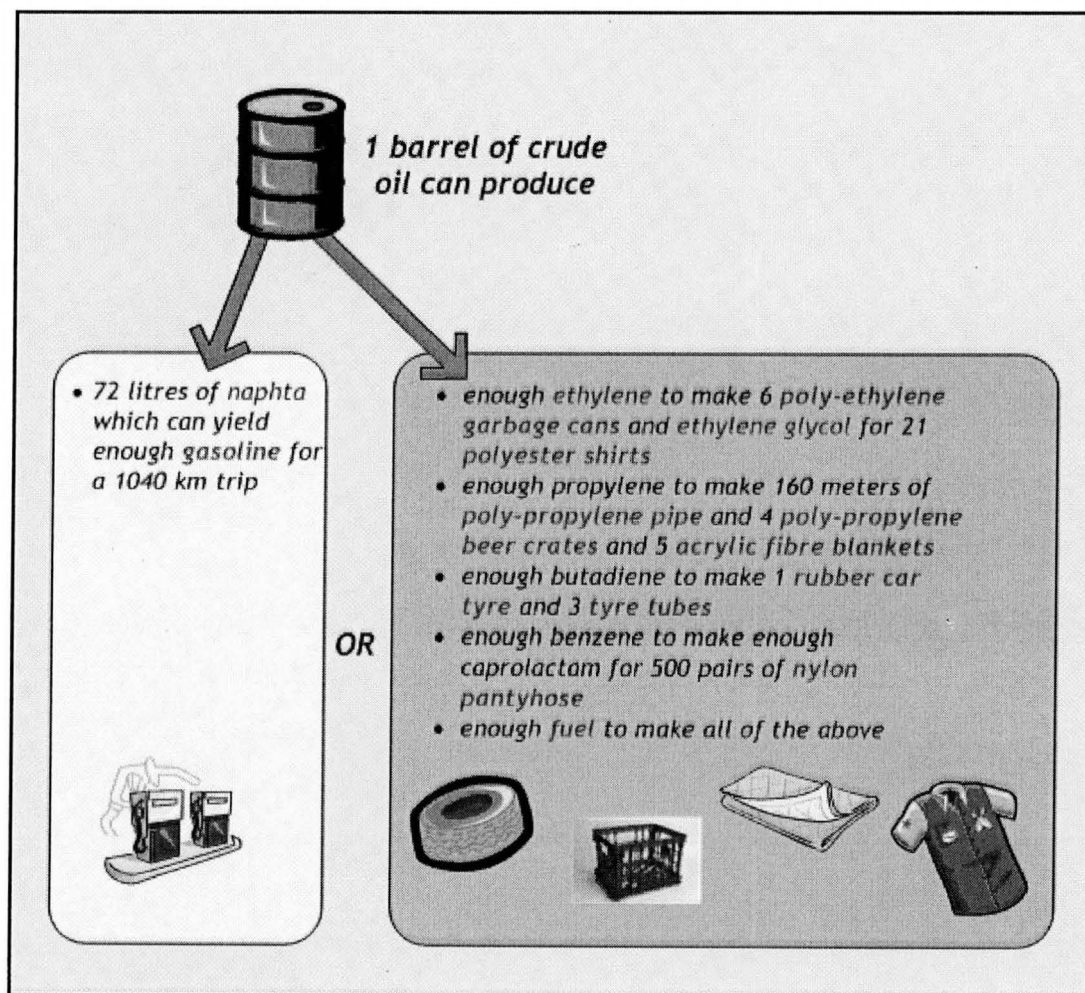 1 barrel of crude
oil can produce
• 72 litres of naphta
which can yield
enough gasoline for
a 1040 km trip
OR
• enough ethylene to make 6 poly-ethylene
garbage cans and ethylene glycol for 21
polyester shirts
• enough propylene to make 160 meters of
poly-propylene pipe and 4 poly-propylene
beer crates and 5 acrylic fibre blankets
• enough butadiene to make 1 rubber car
tyre and 3 tyre tubes
• enough benzene to make enough
caprolactam for 500 pairs of nylon
pantyhose
• enough fuel to make all of the above